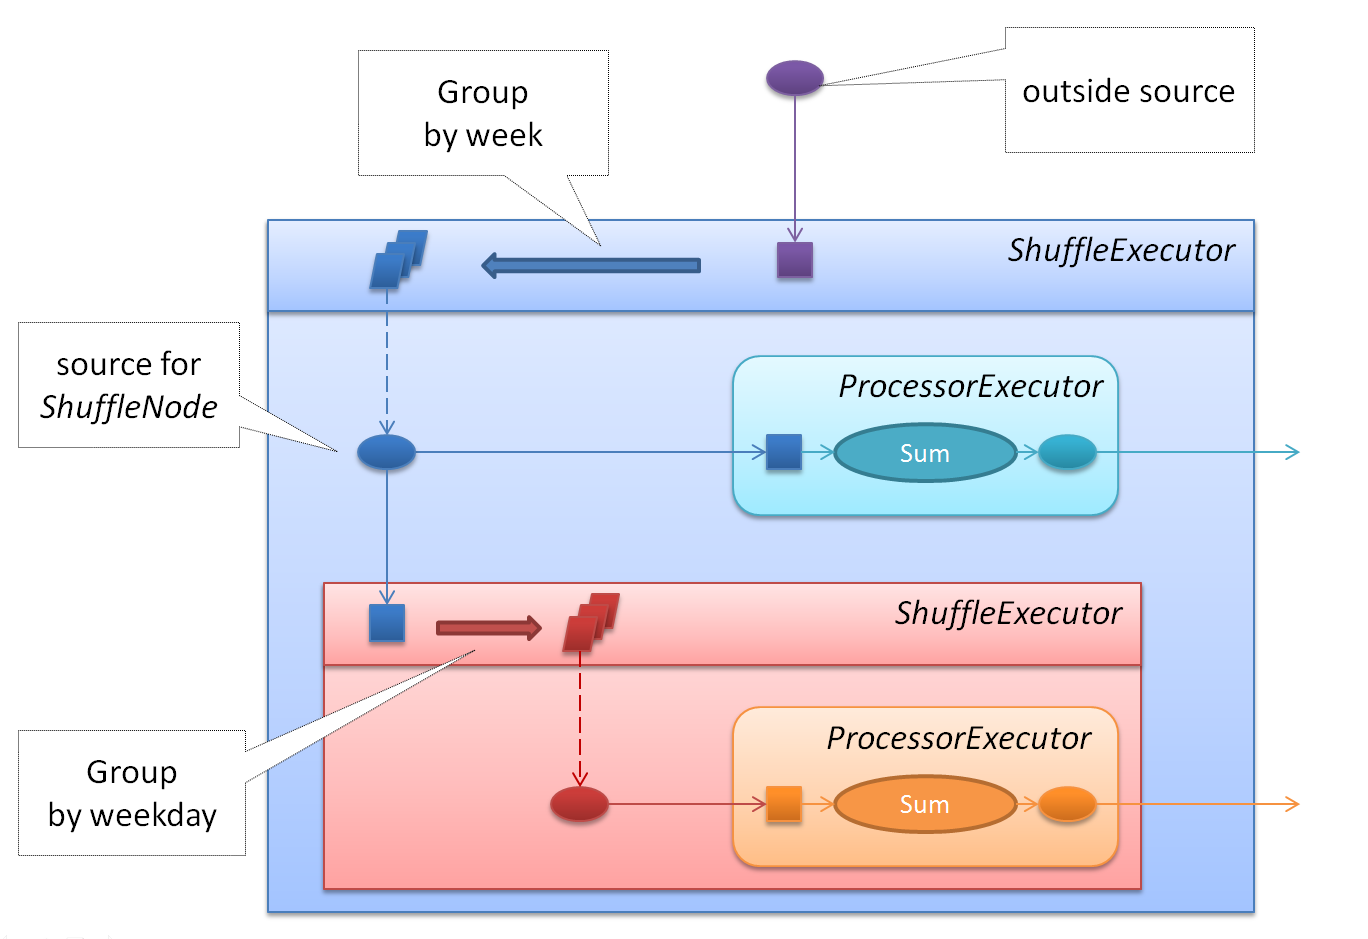 Group
by week
outside source
ShuffleExecutor
source for
ShuffleNode
ProcessorExecutor
Sum
ShuffleExecutor
Group
by weekday
ProcessorExecutor
Sum